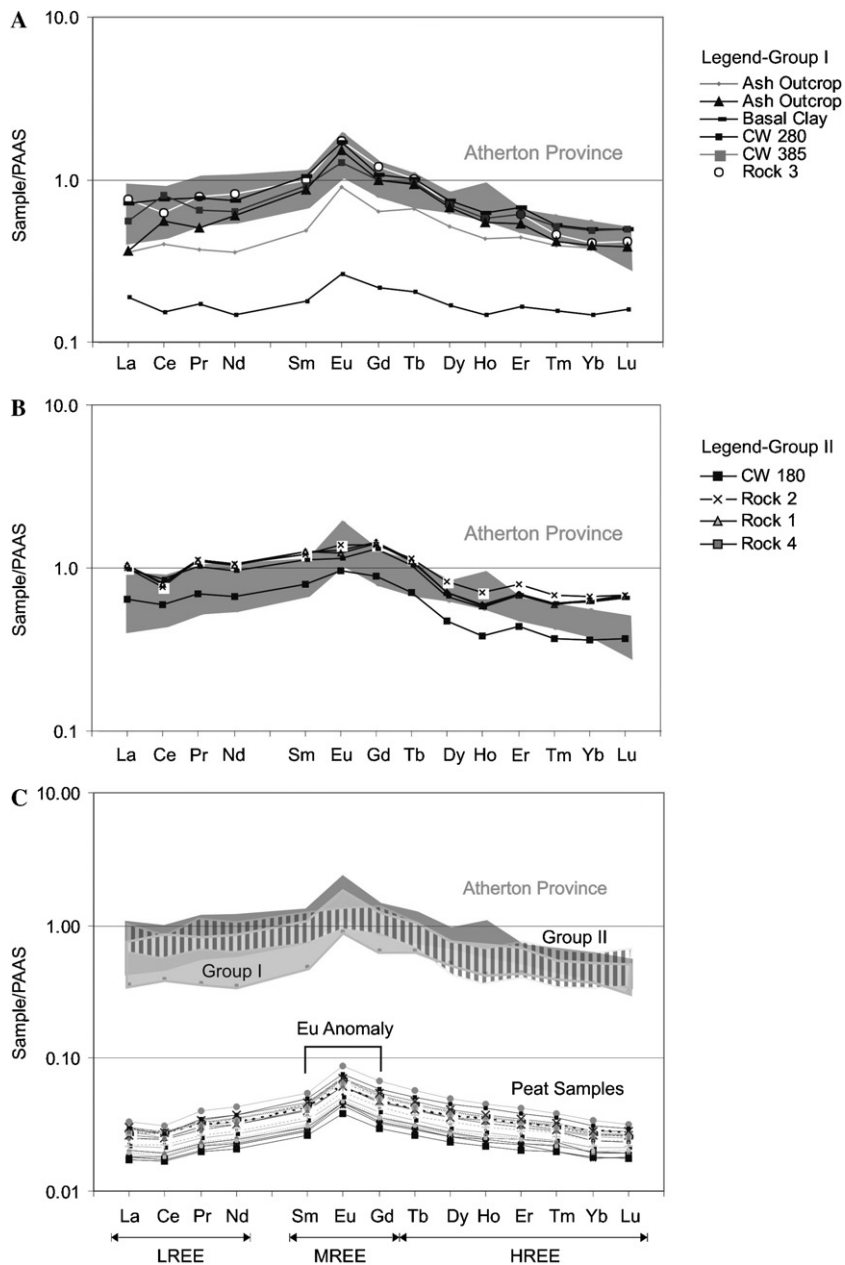 A
10.0
1.0
0.1
Sample/PAAS
Atherton Province
La Ce Pr Nd Sm Eu Gd Tb Dy Ho Er Tm Yb Lu
Legend-Group I
Ash Outcrop
Ash Outcrop
Basal Clay
CW 280
CW 385
Rock 3
B
10.0
1.0
0.1
Sample/PAAS
Atherton Province
La Ce Pr Nd Sm Eu Gd Tb Dy Ho Er Tm Yb Lu
Legend-Group II
CW 180
Rock 2
Rock 1
Rock 4
C
10.00
1.00
0.10
0.01
Sample/PAAS
Atherton Province
Group II
Group I
Eu Anomaly
Peat Samples
La Ce Pr Nd Sm Eu Gd Tb Dy Ho Er Tm Yb Lu
LREE MREE HREE